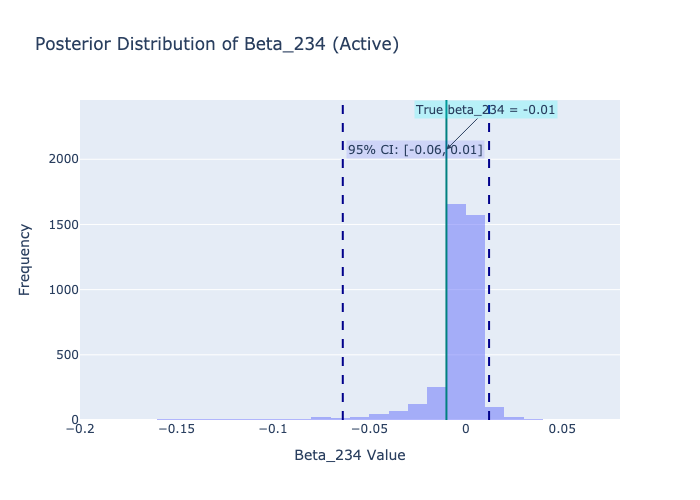 Posterior Distribution of Beta_234 (Active)
True beta_234 = -0.01
95% CI: [-0.06, 0.01]
2000
1500
1000
500
0
Frequency
−0.2
−0.15
−0.1
−0.05
0
0.05
Beta_234 Value